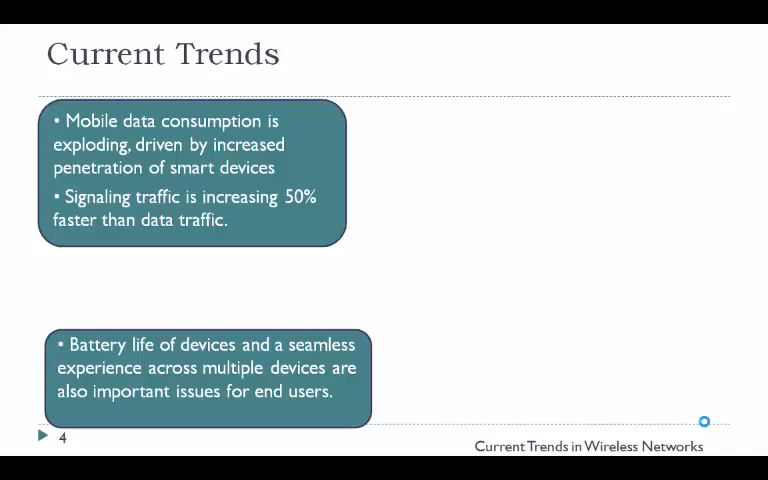 Current Trends
• Mobile data consumption is
exploding, driven by increased
penetration of smart devices
• Signaling traffic is increasing 50%
faster than data traffic.
• Battery life of devices and a seamless
experience across multiple devices are
also important issues for end users.
4
Current Trends in Wireless Networks